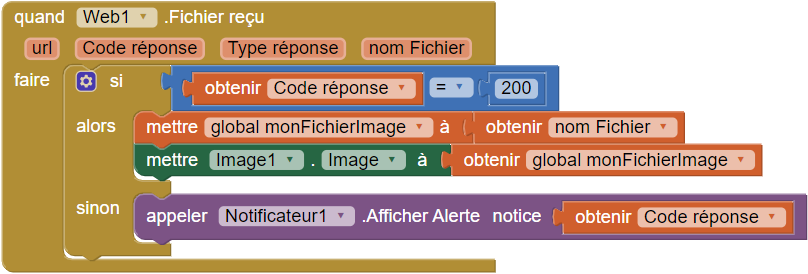 quand Web1 .Fichier reçu
url Code réponse Type réponse nom Fichier
faire si obtenir Code réponse = 200
alors mettre global monFichierImage à obtenir nom Fichier
mettre Image1 . Image à obtenir global monFichierImage
sinon appeler Notificateur1 .Afficher Alerte notice obtenir Code réponse